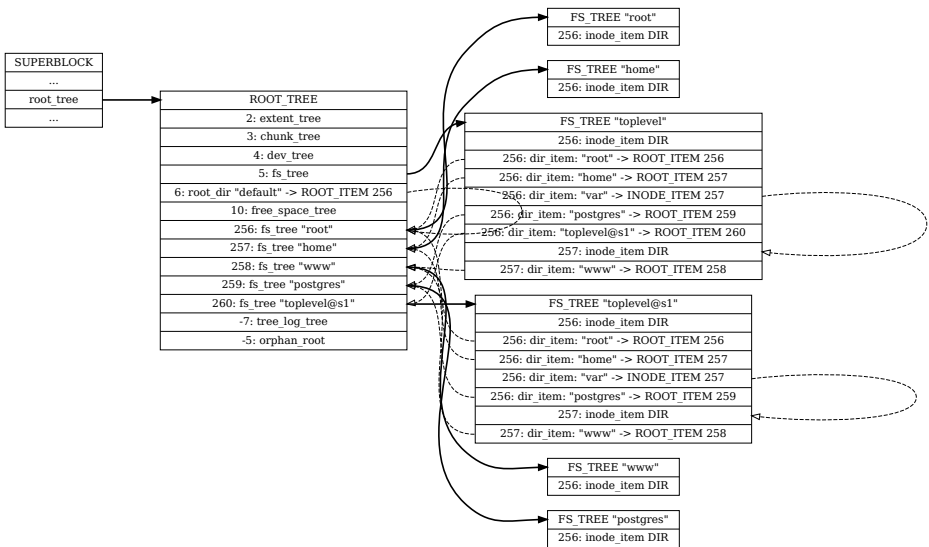 SUPERBLOCK
...
root_tree
...
ROOT_TREE
2: extent_tree
3: chunk_tree
4: dev_tree
5: fs_tree
6: root_dir "default" -> ROOT_ITEM 256
10: free_space_tree
256: fs_tree "root"
257: fs_tree "home"
258: fs_tree "www"
259: fs_tree "postgres"
260: fs_tree "toplevel@s1"
-7: tree_log_tree
-5: orphan_root
FS_TREE "root"
256: inode_item DIR
FS_TREE "home"
256: inode_item DIR
FS_TREE "toplevel"
256: inode_item DIR
256: dir_item: "root" -> ROOT_ITEM 256
256: dir_item: "home" -> ROOT_ITEM 257
256: dir_item: "var" -> INODE_ITEM 257
256: dir_item: "postgres" -> ROOT_ITEM 259
256: dir_item: "toplevel@s1" -> ROOT_ITEM 260
257: inode_item DIR
257: dir_item: "www" -> ROOT_ITEM 258
FS_TREE "toplevel@s1"
256: inode_item DIR
256: dir_item: "root" -> ROOT_ITEM 256
256: dir_item: "home" -> ROOT_ITEM 257
256: dir_item: "var" -> INODE_ITEM 257
256: dir_item: "postgres" -> ROOT_ITEM 259
257: inode_item DIR
257: dir_item: "www" -> ROOT_ITEM 258
FS_TREE "www"
256: inode_item DIR
FS_TREE "postgres"
256: inode_item DIR